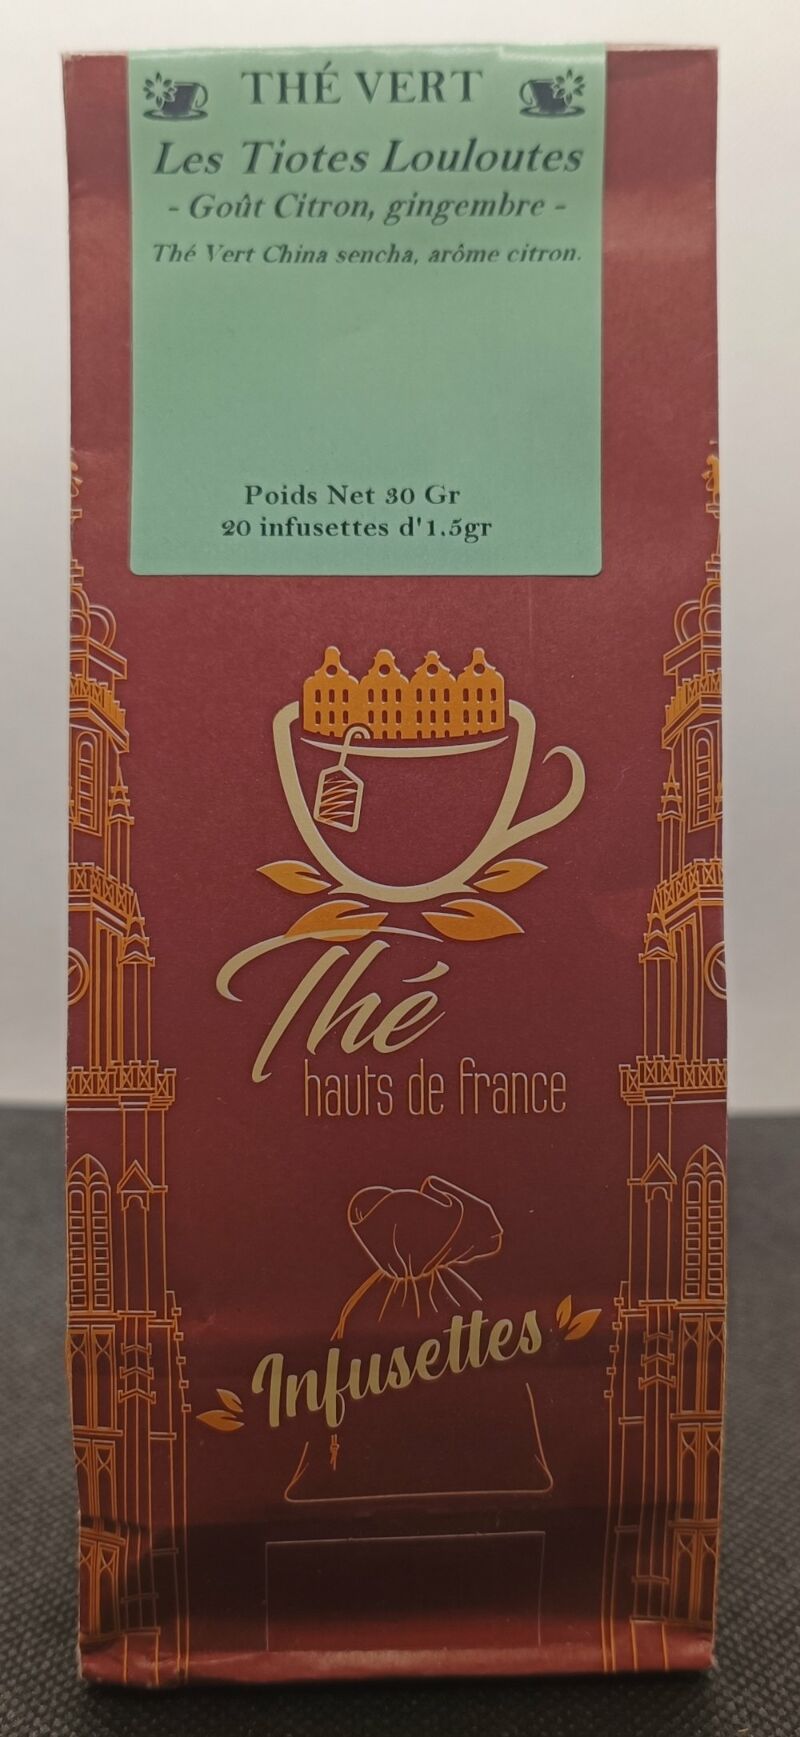 THÉ VERT
Les Tiotes Louloutes
- Goût Citron, gingembre -
Thé Vert China sencha, arôme citron.
Poids Net 30 Gr
20 infusettes d'1.5gr
Thé
hauts de france
Infusettes